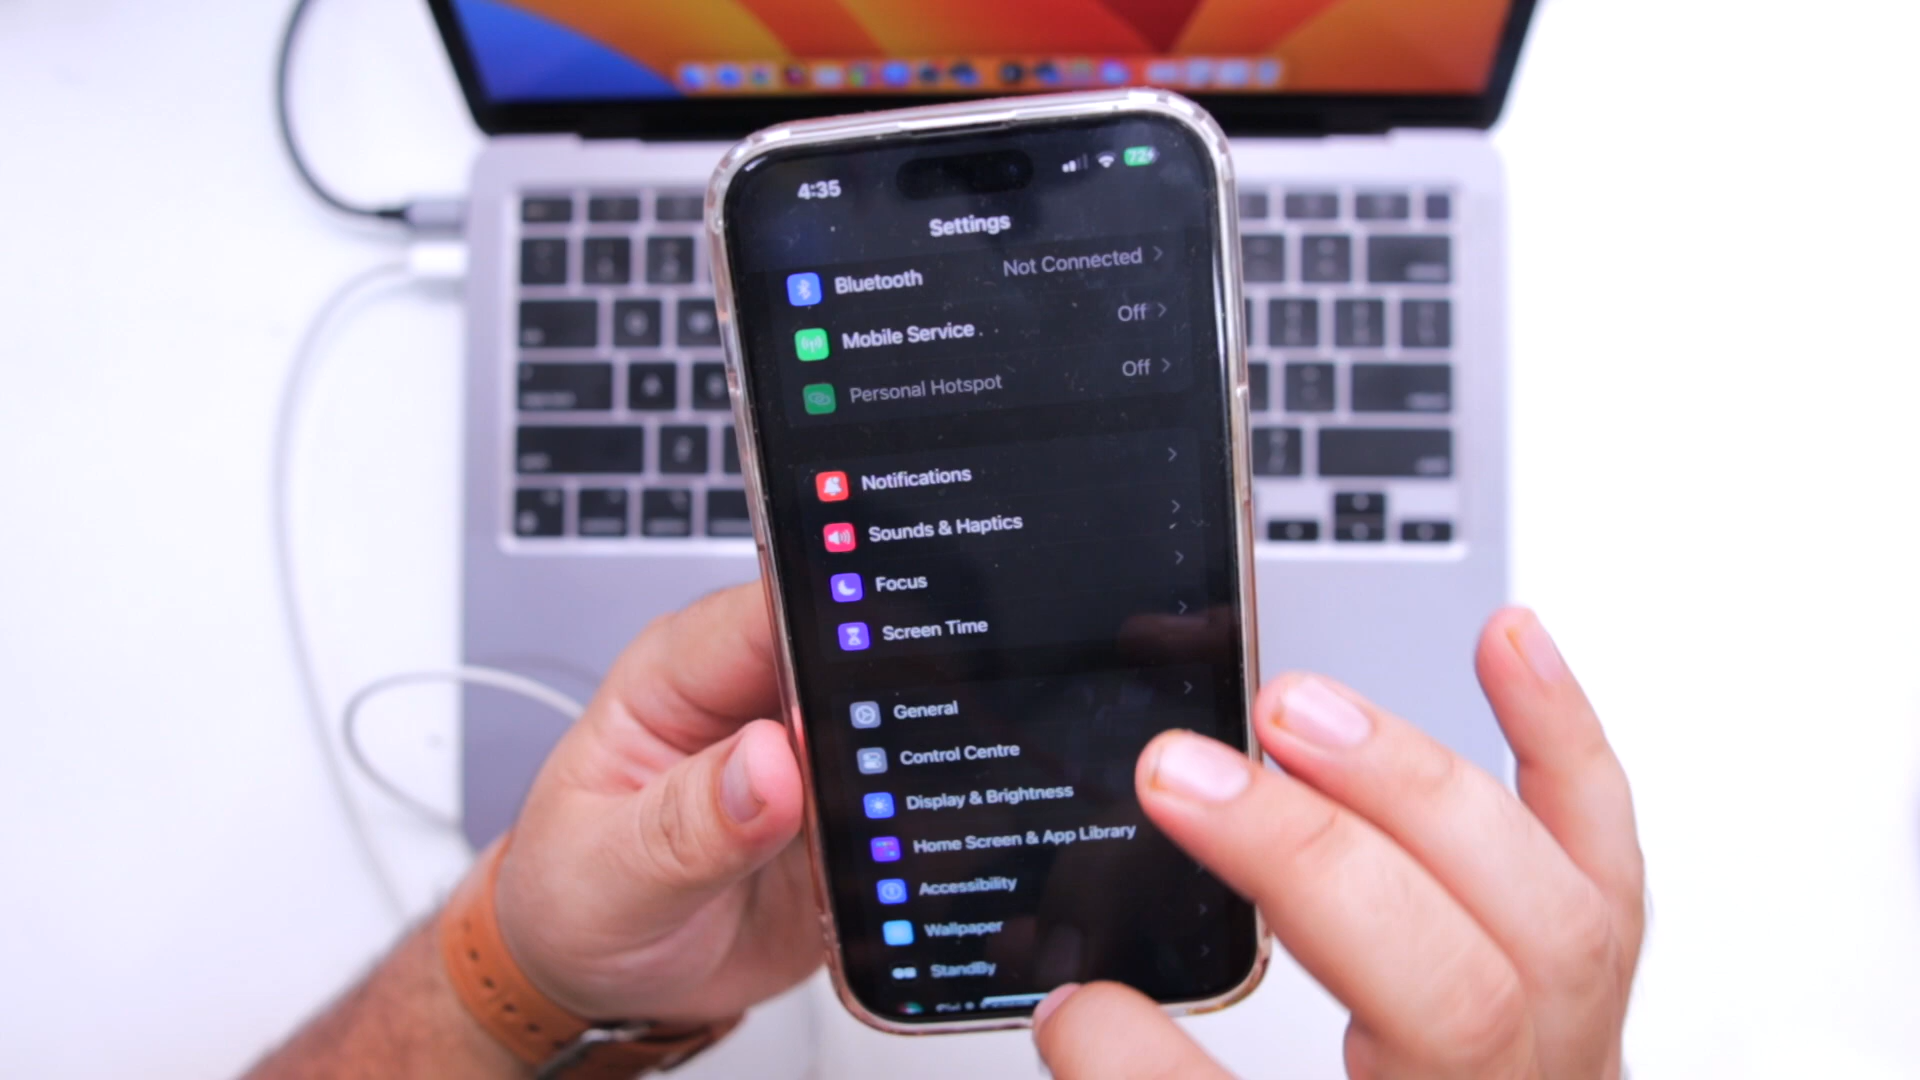 4:35
72
Settings
Bluetooth Not Connected
Mobile Service Off
Personal Hotspot Off
Notifications
Sounds & Haptics
Focus
Screen Time
General
Control Centre
Display & Brightness
Home Screen & App Library
Accessibility
Wallpaper
StandBy